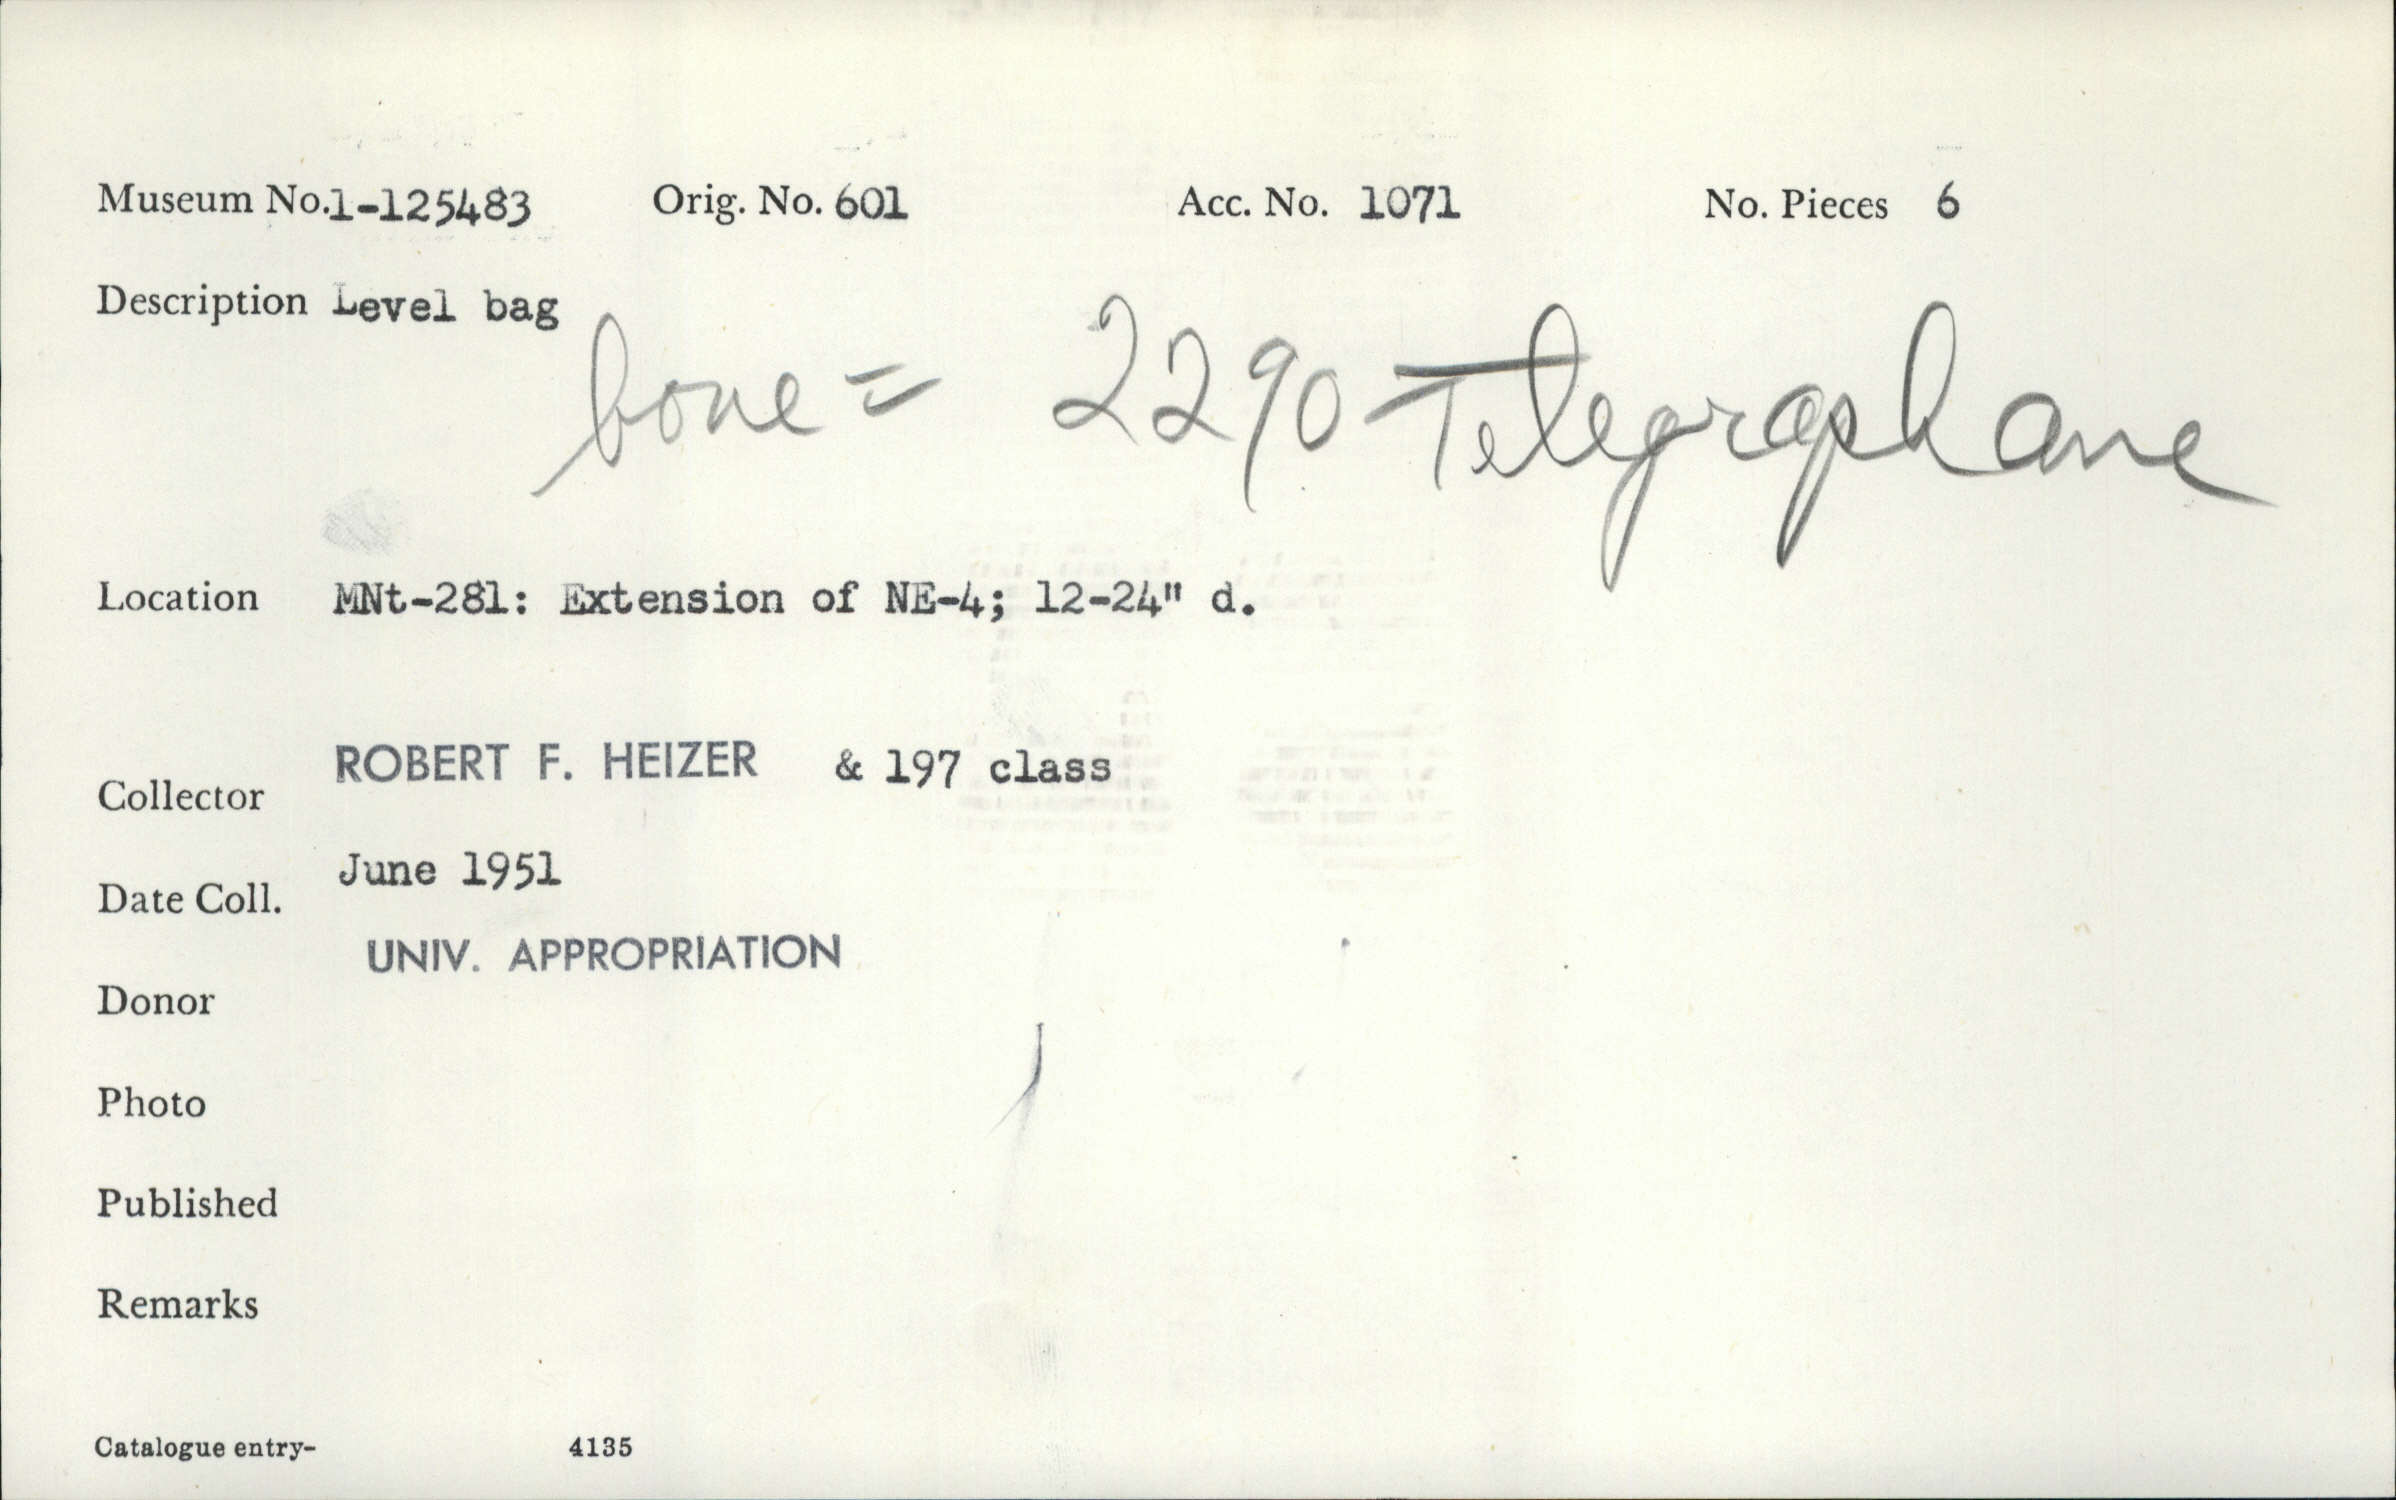 Museum No. 1-125483 Orig. No. 601 Acc. No. 1071 No. Pieces 6
Description Level bag
bone = 2290 Telegraph ave
Location MNt-281: Extension of NE-4; 12-24" d.
Collector ROBERT F. HEIZER & 197 class
Date Coll. June 1951
Donor UNIV. APPROPRIATION
Photo
Published
Remarks
Catalogue entry- 4135